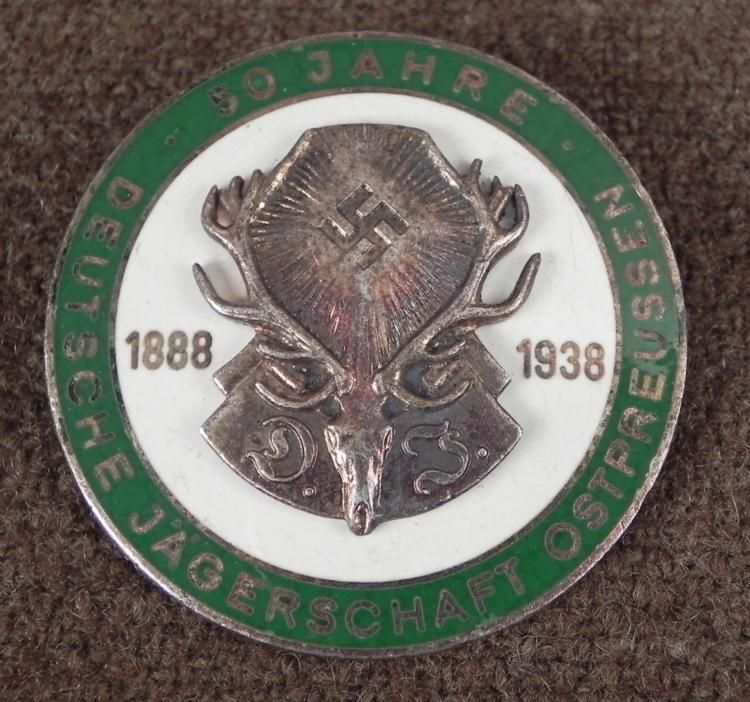 50 JAHRE
DEUTSCHE JÄGERSCHAFT OSTPREUSSEN
1888
1938
D. J.